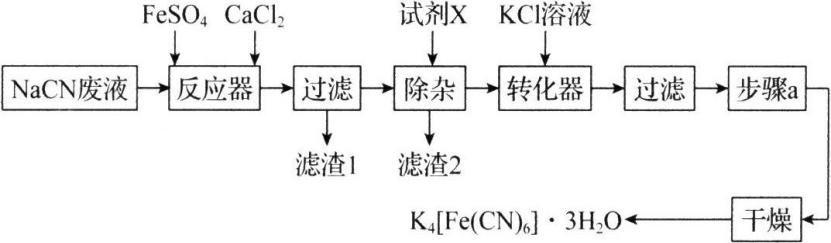 FeSO₄ CaCl₂ 试剂X KCl溶液
NaCN废液 反应器 过滤 除杂 转化器 过滤 步骤a
滤渣1 滤渣2
K₄[Fe(CN)₆]·3H₂O 干燥